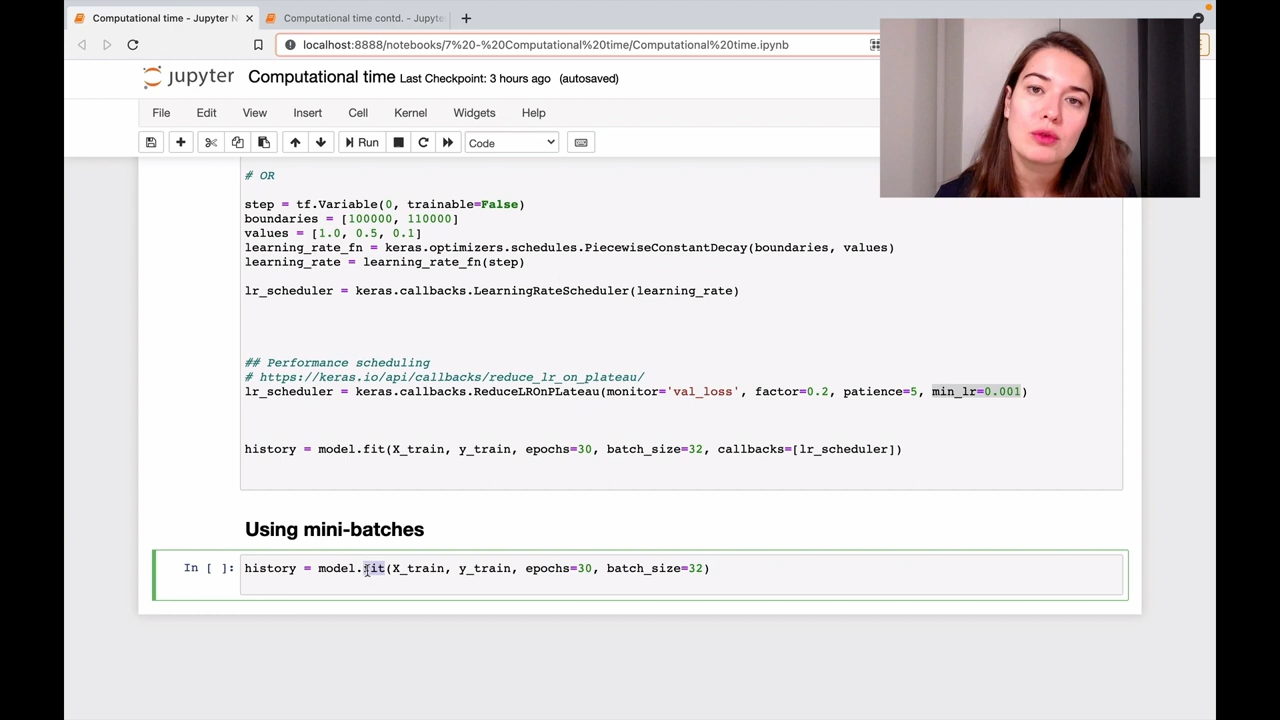 Computational time - Jupyter N
Computational time contd. - Jupyte
localhost:8888/notebooks/7%20-%20Computational%20time/Computational%20time.ipynb
jupyter Computational time Last Checkpoint: 3 hours ago (autosaved)
File Edit View Insert Cell Kernel Widgets Help
Run Code
# OR
step = tf.Variable(0, trainable=False)
boundaries = [100000, 110000]
values = [1.0, 0.5, 0.1]
learning_rate_fn = keras.optimizers.schedules.PiecewiseConstantDecay(boundaries, values)
learning_rate = learning_rate_fn(step)
lr_scheduler = keras.callbacks.LearningRateScheduler(learning_rate)
## Performance scheduling
# https://keras.io/api/callbacks/reduce_lr_on_plateau/
lr_scheduler = keras.callbacks.ReduceLROnPLateau(monitor='val_loss', factor=0.2, patience=5, min_lr=0.001)
history = model.fit(X_train, y_train, epochs=30, batch_size=32, callbacks=[lr_scheduler])
Using mini-batches
In [ ]: history = model.fit(X_train, y_train, epochs=30, batch_size=32)